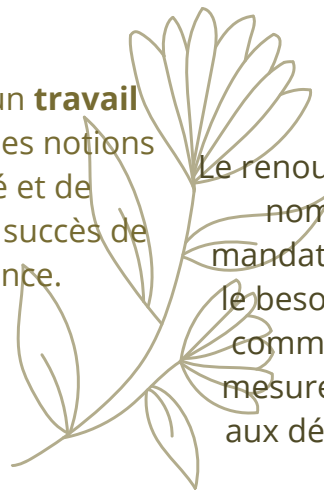 un travail
es notions
é et de
succès de
nce.
Le renou
nom
mandat
le beso
comm
mesure
aux dé